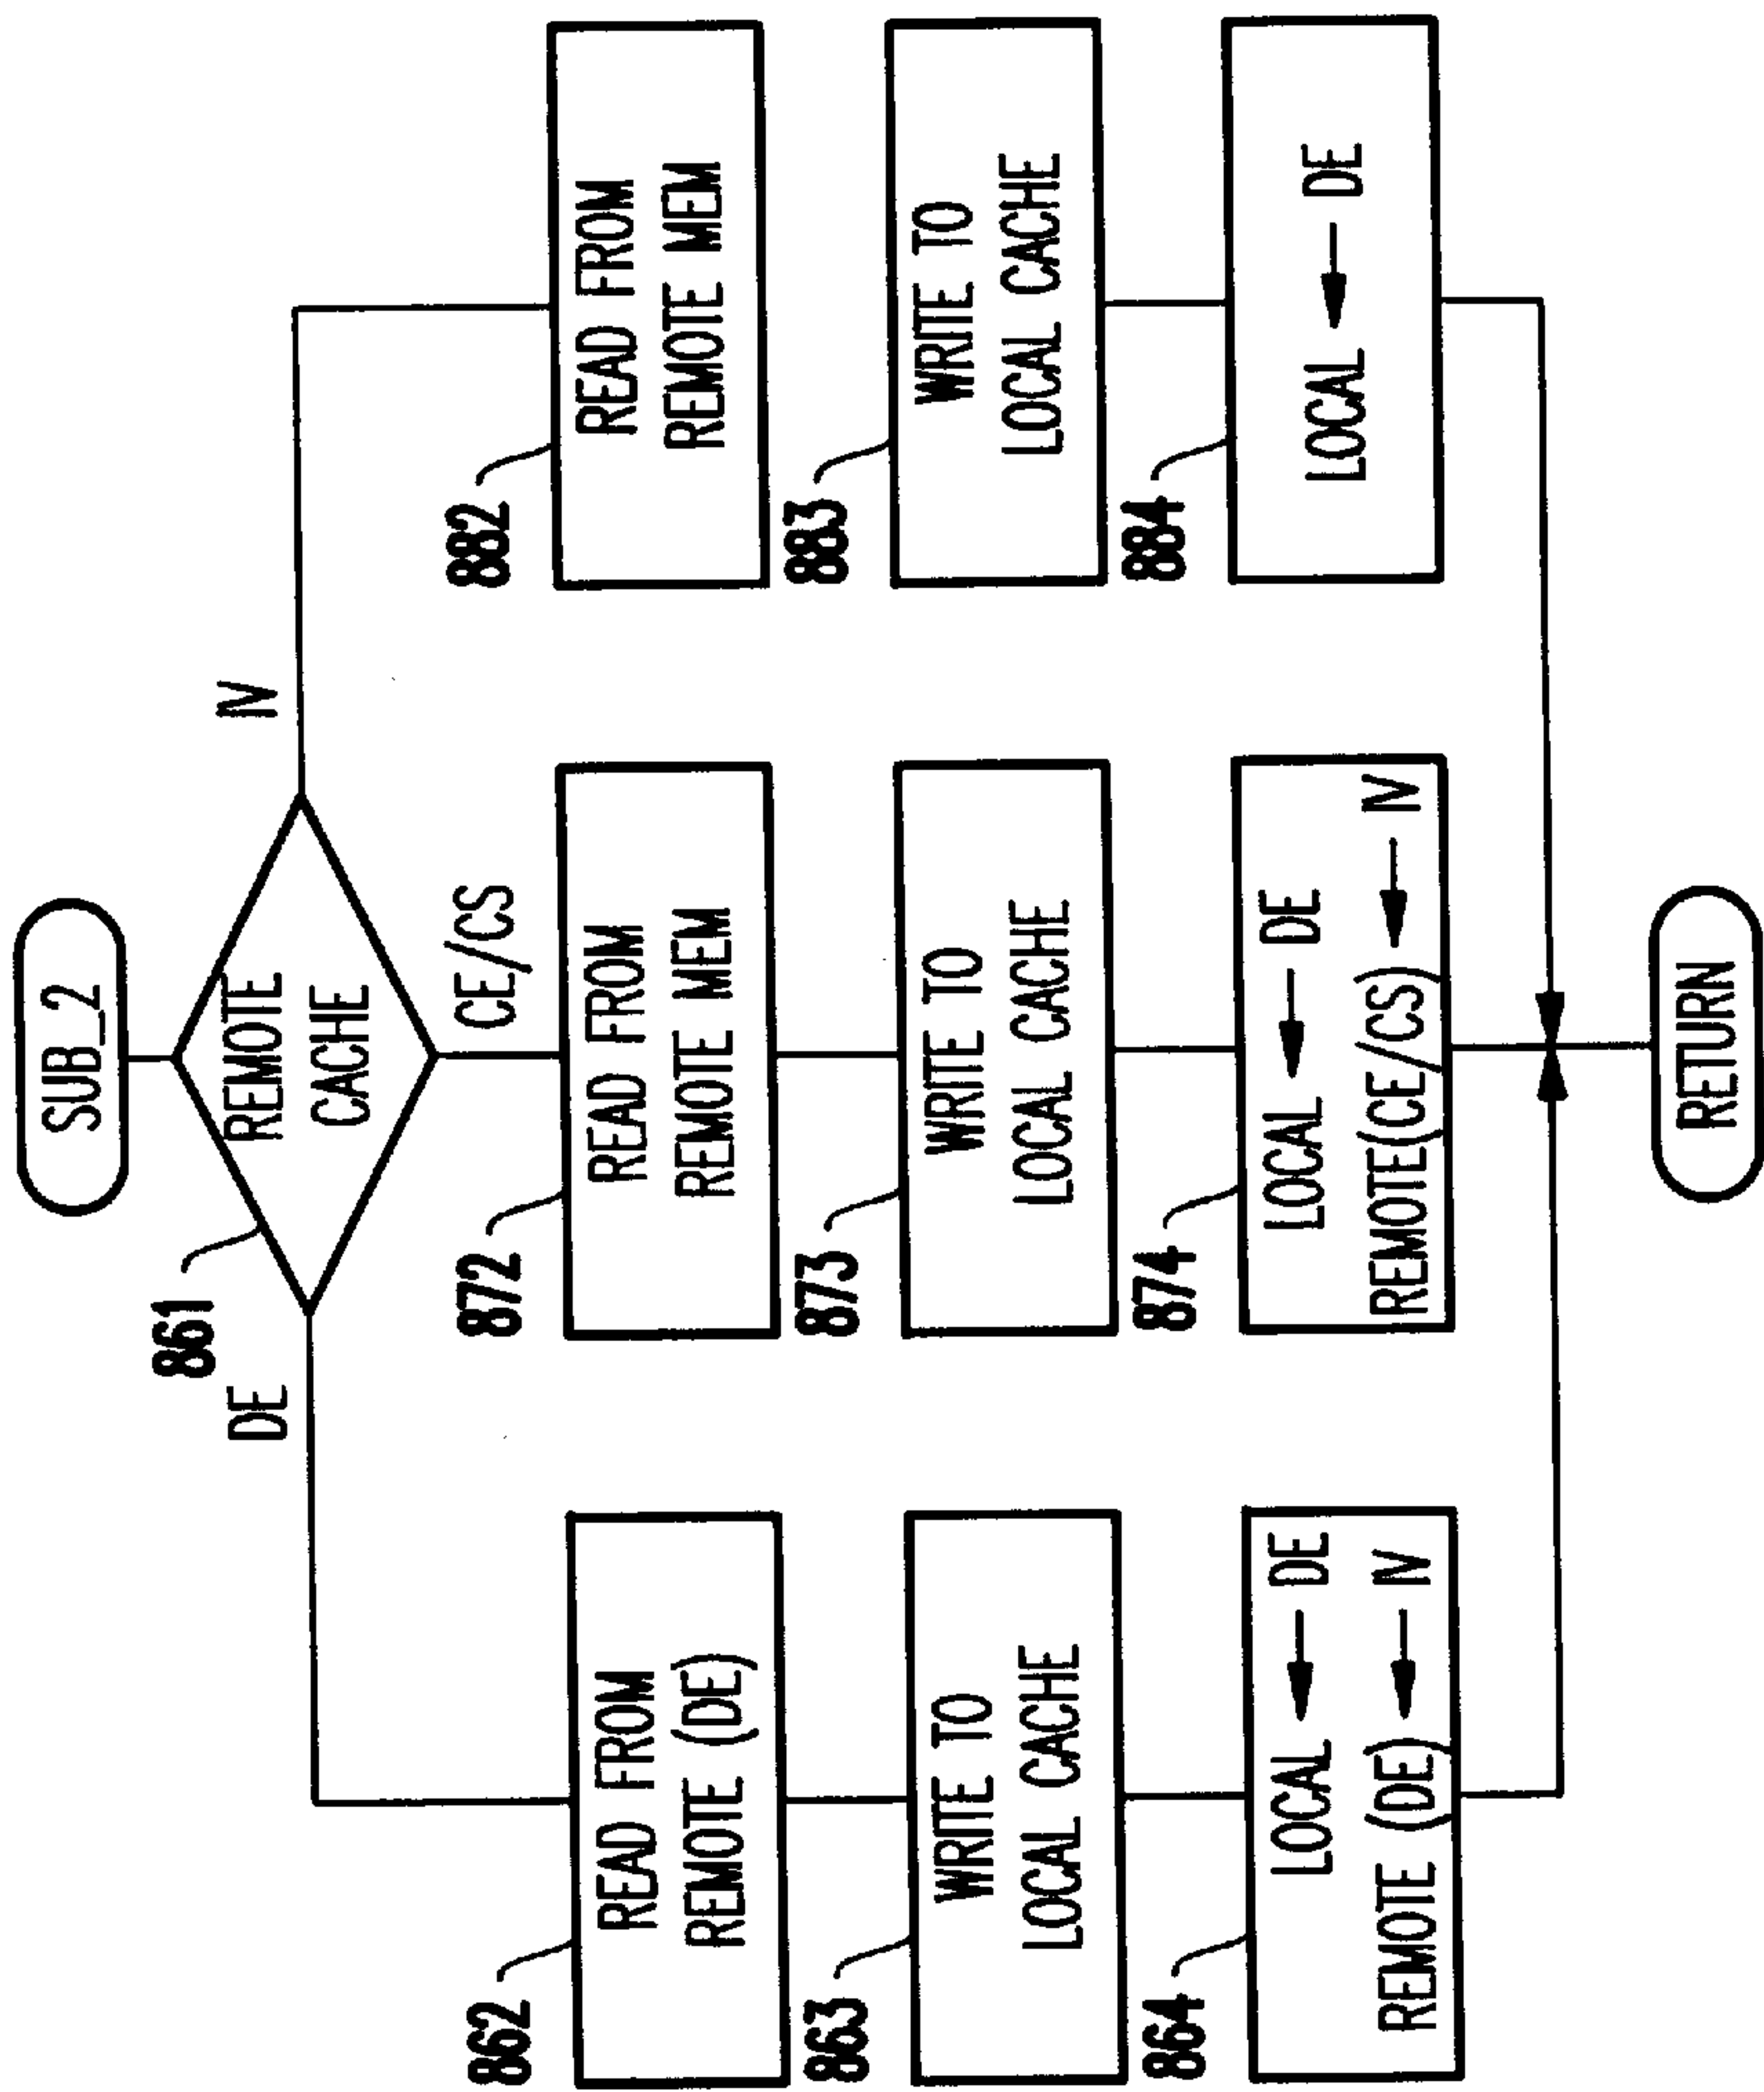 SUB_2
861
REMOTE
CACHE
DE
CE/CS
IV
862
READ FROM
REMOTE (DE)
872
READ FROM
REMOTE MEM
882
READ FROM
REMOTE MEM
863
WRITE TO
LOCAL CACHE
873
WRITE TO
LOCAL CACHE
883
WRITE TO
LOCAL CACHE
864
LOCAL ← DE
REMOTE (DE) ← IV
874
LOCAL ← DE
REMOTE(CE/CS) ← IV
884
LOCAL ← DE
RETURN